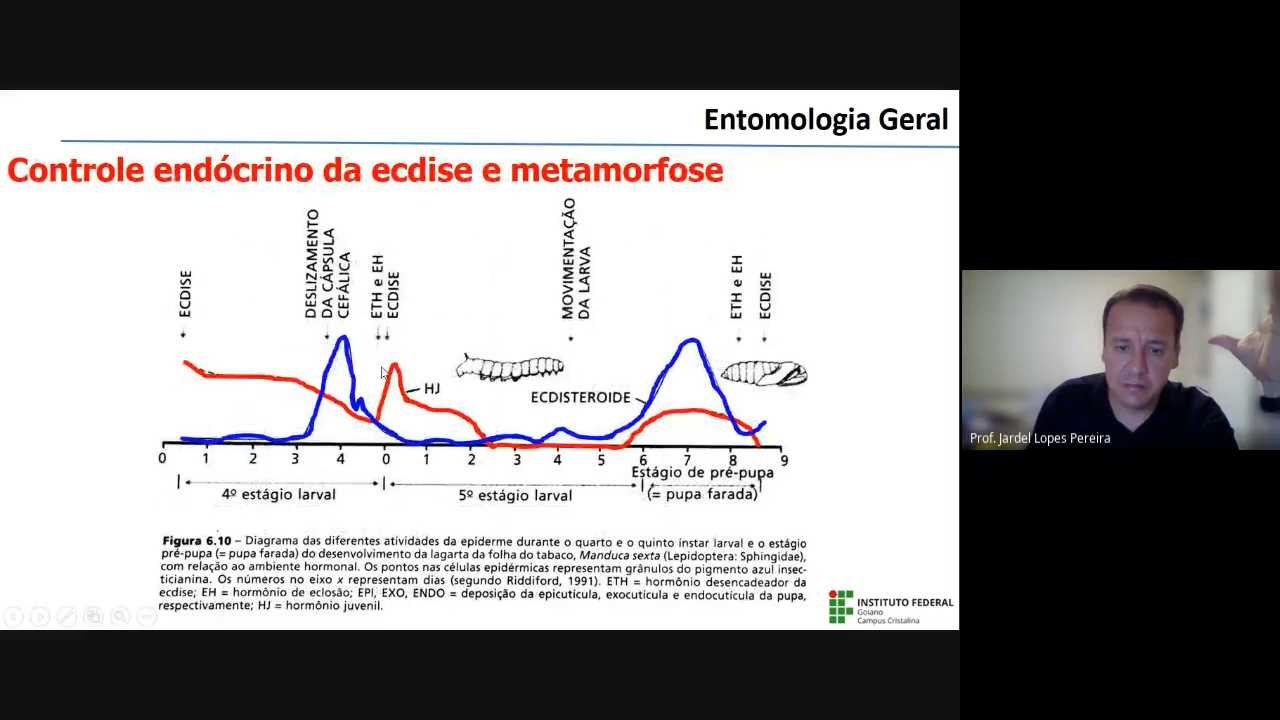 Entomologia Geral
Controle endócrino da ecdise e metamorfose
ECDISE
DESLIZAMENTO
DA CÁPSULA
CEFÁLICA
ETH e EH
ECDISE
MOVIMENTAÇÃO
DA LARVA
ETH e EH
ECDISE
HJ
ECDISTEROIDE
0 1 2 3 4 0 1 2 3 4 5 6 7 8 9
Estágio de pré-pupa
4º estágio larval 5º estágio larval (= pupa farada)
Figura 6.10 – Diagrama das diferentes atividades da epiderme durante o quarto e o quinto instar larval e o estágio
pré-pupa (= pupa farada) do desenvolvimento da lagarta da folha do tabaco, Manduca sexta (Lepidoptera: Sphingidae),
com relação ao ambiente hormonal. Os pontos nas células epidérmicas representam grânulos do pigmento azul insec-
ticianina. Os números no eixo x representam dias (segundo Riddiford, 1991). ETH = hormônio desencadeador da
ecdise; EH = hormônio de eclosão; EPI, EXO, ENDO = deposição da epicutícula, exocutícula e endocutícula da pupa,
respectivamente; HJ = hormônio juvenil.
INSTITUTO FEDERAL
Goiano
Campus Cristalina
Prof. Jardel Lopes Pereira